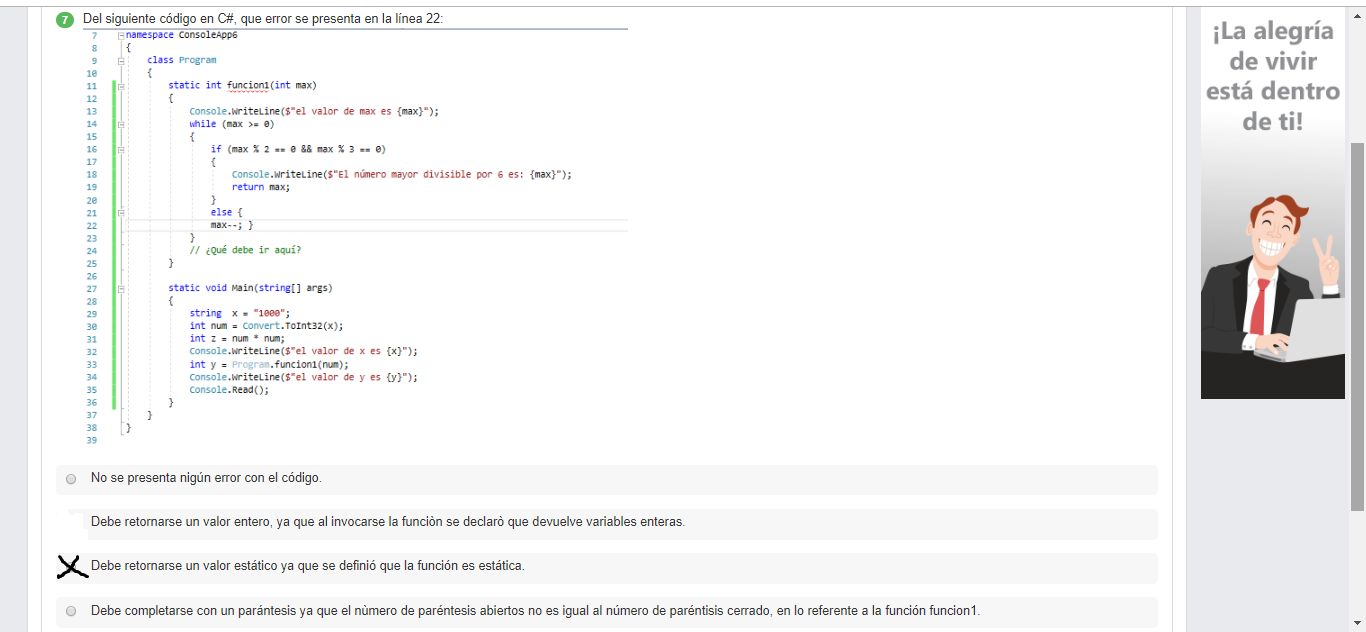 7 Del siguiente código en C#, que error se presenta en la línea 22:
7 namespace ConsoleApp6
8 {
9 class Program
10 {
11 static int funcion1(int max)
12 {
13 Console.WriteLine($"el valor de max es {max}");
14 while (max >= 0)
15 {
16 if (max % 2 == 0 && max % 3 == 0)
17 {
18 Console.WriteLine($"El número mayor divisible por 6 es: {max}");
19 return max;
20 }
21 else {
22 max--; }
23 }
24 // ¿Qué debe ir aquí?
25 }
26
27 static void Main(string[] args)
28 {
29 string x = "1000";
30 int num = Convert.ToInt32(x);
31 int z = num * num;
32 Console.WriteLine($"el valor de x es {x}");
33 int y = Program.funcion1(num);
34 Console.WriteLine($"el valor de y es {y}");
35 Console.Read();
36 }
37 }
38 }
39
No se presenta nigún error con el código.
Debe retornarse un valor entero, ya que al invocarse la funciòn se declarò que devuelve variables enteras.
Debe retornarse un valor estático ya que se definió que la función es estática.
Debe completarse con un parántesis ya que el nùmero de paréntesis abiertos no es igual al número de paréntisis cerrado, en lo referente a la función funcion1.
¡La alegría
de vivir
está dentro
de ti!